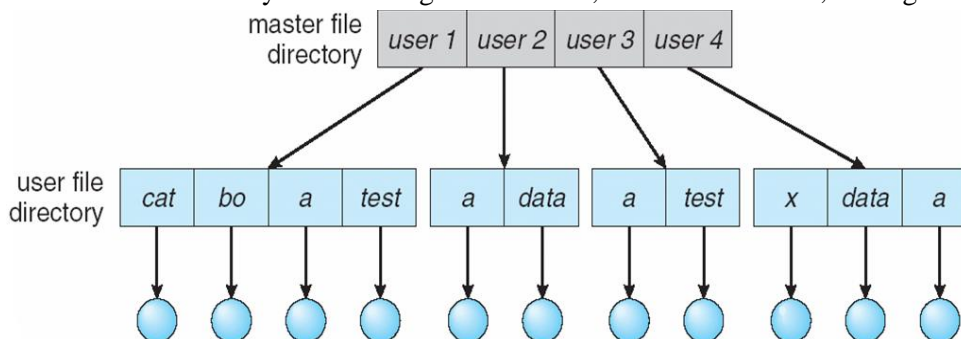 master file directory
user 1 user 2 user 3 user 4
user file directory
cat bo a test a data a test x data a